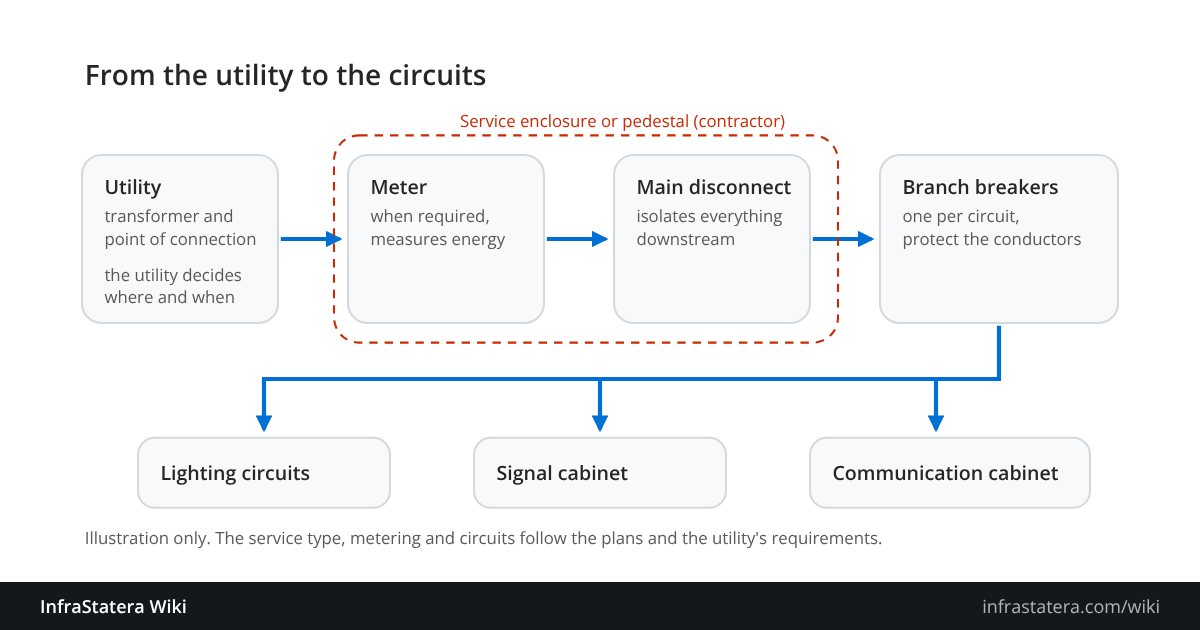 From the utility to the circuits
Service enclosure or pedestal (contractor)
Utility
transformer and
point of connection
the utility decides
where and when
Meter
when required,
measures energy
Main disconnect
isolates everything
downstream
Branch breakers
one per circuit,
protect the conductors
Lighting circuits
Signal cabinet
Communication cabinet
Illustration only. The service type, metering and circuits follow the plans and the utility's requirements.
InfraStatera Wiki
infrastatera.com/wiki